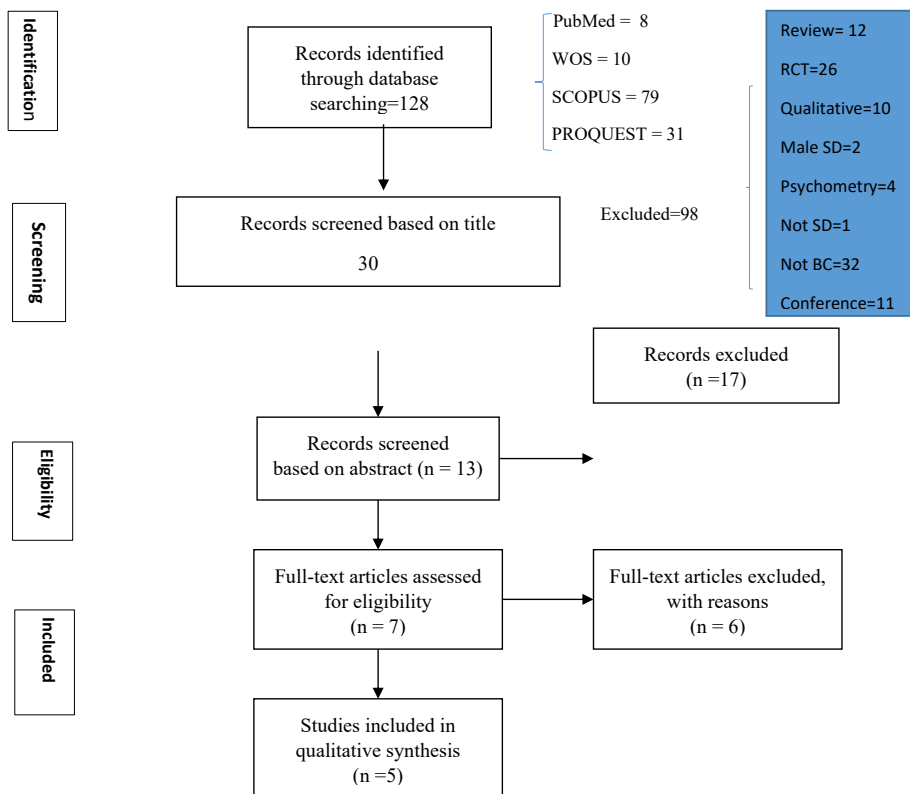 Identification
Records identified
through database
searching=128
PubMed = 8
WOS = 10
SCOPUS = 79
PROQUEST = 31
Review= 12
RCT=26
Qualitative=10
Male SD=2
Psychometry=4
Not SD=1
Not BC=32
Conference=11
Excluded=98
Screening
Records screened based on title
30
Records excluded
(n =17)
Eligibility
Records screened
based on abstract (n = 13)
Full-text articles assessed
for eligibility
(n = 7)
Full-text articles excluded,
with reasons
(n = 6)
Included
Studies included in
qualitative synthesis
(n =5)